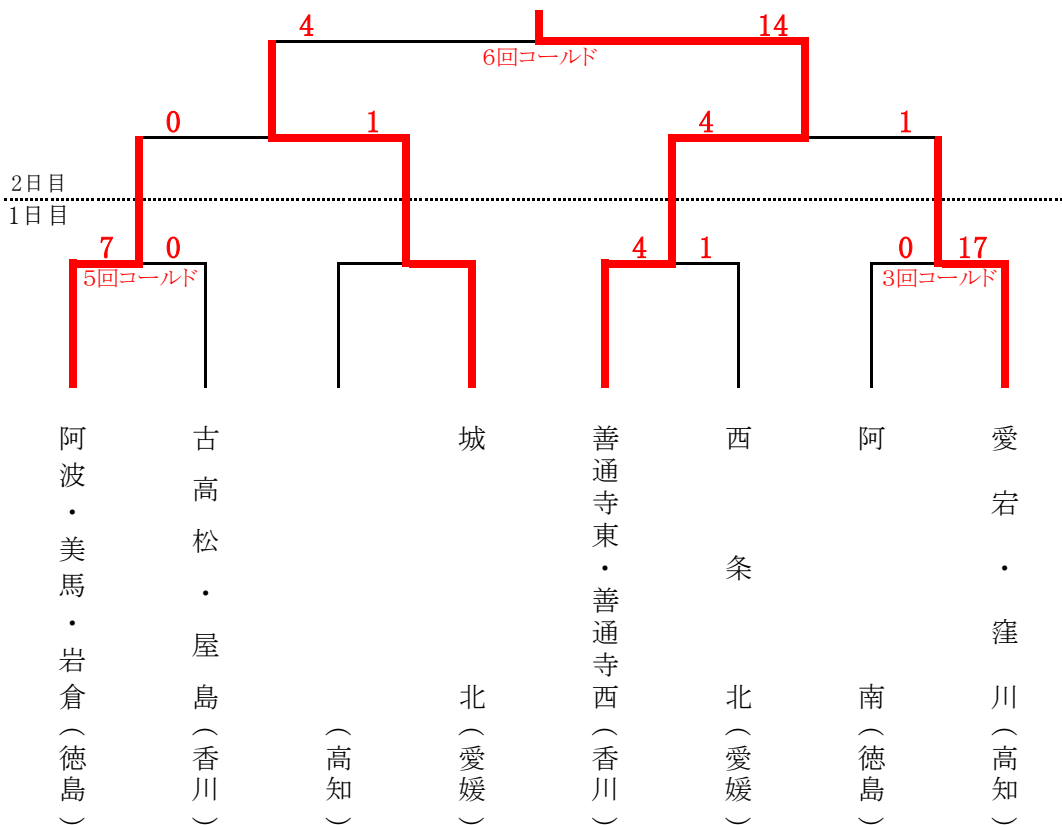 4 14
6回コールド
0 1 4 1
2日目
1日目
7 0 4 1 0 17
5回コールド 3回コールド
阿波・美馬・岩倉(徳島)
古高松・屋島(香川)
(高知)
城北(愛媛)
善通寺東・善通寺西(香川)
西条北(愛媛)
阿南(徳島)
愛宕・窪川(高知)